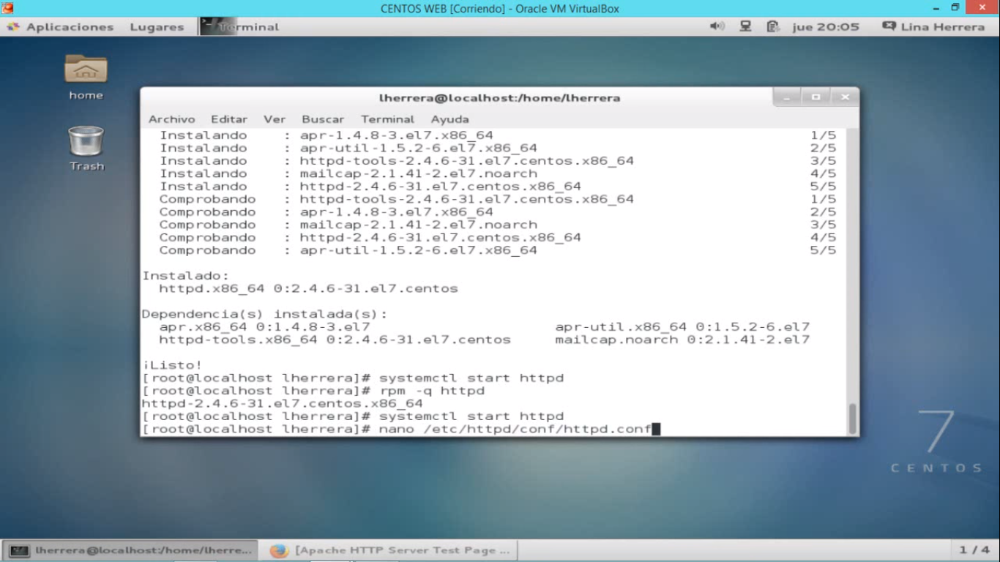 CENTOS WEB [Corriendo] - Oracle VM VirtualBox
Aplicaciones Lugares Terminal jue 20:05 Lina Herrera
home
Trash
lherrera@localhost:/home/lherrera
Archivo Editar Ver Buscar Terminal Ayuda
Instalando : apr-1.4.8-3.el7.x86_64 1/5
Instalando : apr-util-1.5.2-6.el7.x86_64 2/5
Instalando : httpd-tools-2.4.6-31.el7.centos.x86_64 3/5
Instalando : mailcap-2.1.41-2.el7.noarch 4/5
Instalando : httpd-2.4.6-31.el7.centos.x86_64 5/5
Comprobando : httpd-tools-2.4.6-31.el7.centos.x86_64 1/5
Comprobando : apr-1.4.8-3.el7.x86_64 2/5
Comprobando : mailcap-2.1.41-2.el7.noarch 3/5
Comprobando : httpd-2.4.6-31.el7.centos.x86_64 4/5
Comprobando : apr-util-1.5.2-6.el7.x86_64 5/5
Instalado:
httpd.x86_64 0:2.4.6-31.el7.centos
Dependencia(s) instalada(s):
apr.x86_64 0:1.4.8-3.el7 apr-util.x86_64 0:1.5.2-6.el7
httpd-tools.x86_64 0:2.4.6-31.el7.centos mailcap.noarch 0:2.1.41-2.el7
¡Listo!
[root@localhost lherrera]# systemctl start httpd
[root@localhost lherrera]# rpm -q httpd
httpd-2.4.6-31.el7.centos.x86_64
[root@localhost lherrera]# systemctl start httpd
[root@localhost lherrera]# nano /etc/httpd/conf/httpd.conf
7
CENTOS
lherrera@localhost:/home/lherre... [Apache HTTP Server Test Page ... 1 / 4